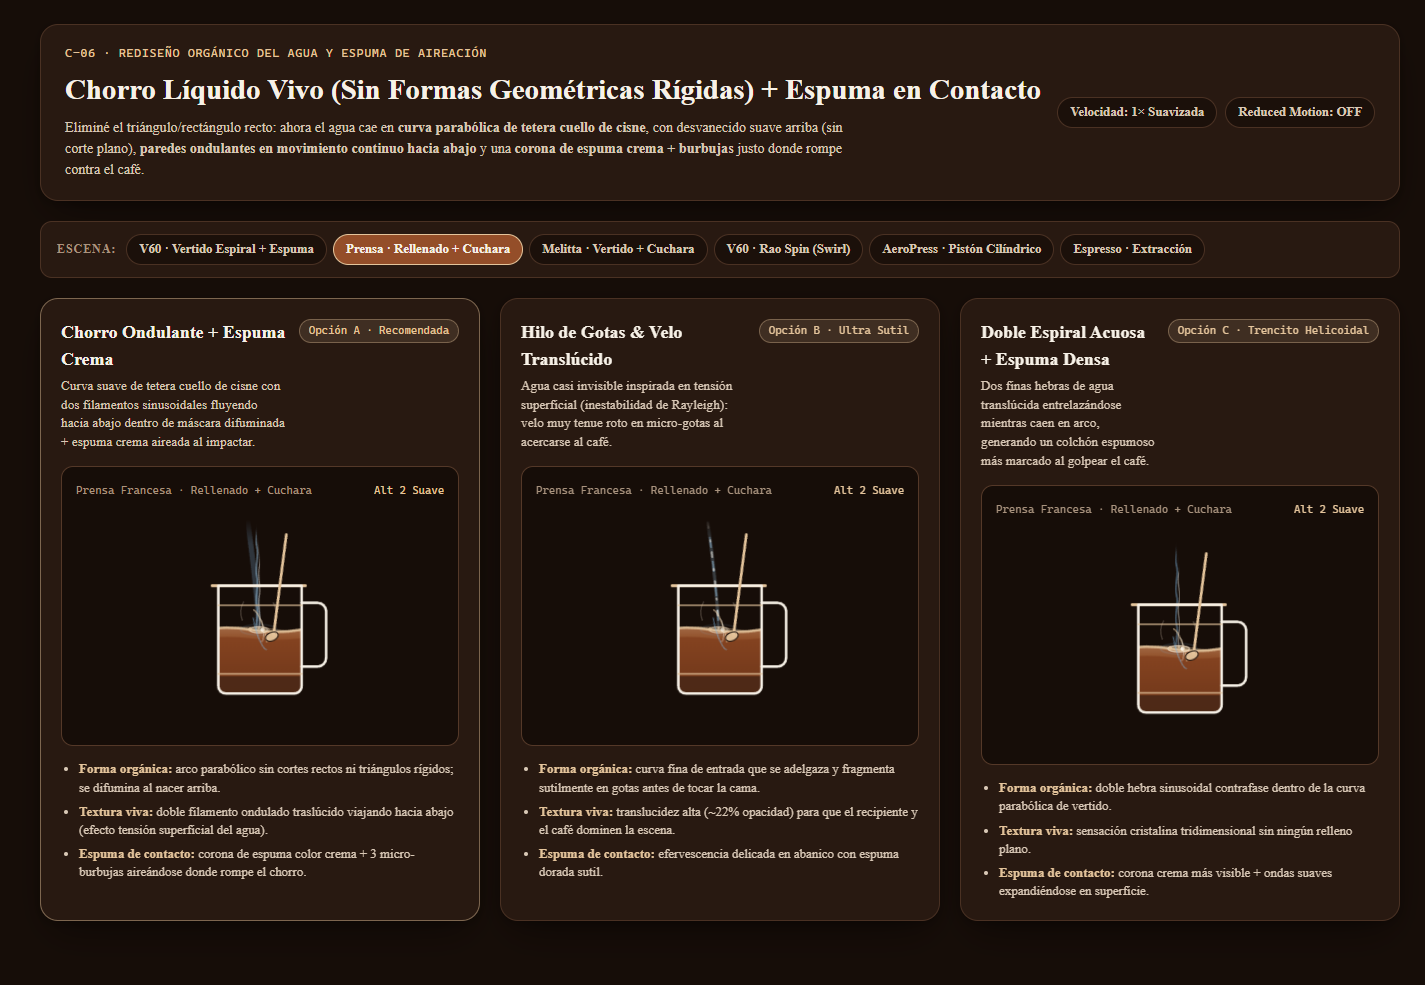 C-06 · REDISEÑO ORGÁNICO DEL AGUA Y ESPUMA DE AIREACIÓN
Chorro Líquido Vivo (Sin Formas Geométricas Rígidas) + Espuma en Contacto
Eliminé el triángulo/rectángulo recto: ahora el agua cae en curva parabólica de tetera cuello de cisne, con desvanecido suave arriba (sin
corte plano), paredes ondulantes en movimiento continuo hacia abajo y una corona de espuma crema + burbujas justo donde rompe
contra el café.
Velocidad: 1× Suavizada
Reduced Motion: OFF
ESCENA:
V60 · Vertido Espiral + Espuma
Prensa · Rellenado + Cuchara
Melitta · Vertido + Cuchara
V60 · Rao Spin (Swirl)
AeroPress · Pistón Cilíndrico
Espresso · Extracción
Chorro Ondulante + Espuma
Crema
Opción A · Recomendada
Curva suave de tetera cuello de cisne con
dos filamentos sinusoidales fluyendo
hacia abajo dentro de máscara difuminada
+ espuma crema aireada al impactar.
Prensa Francesa · Rellenado + Cuchara
Alt 2 Suave
Forma orgánica: arco parabólico sin cortes rectos ni triángulos rígidos;
se difumina al nacer arriba.
Textura viva: doble filamento ondulado traslúcido viajando hacia abajo
(efecto tensión superficial del agua).
Espuma de contacto: corona de espuma color crema + 3 micro-
burbujas aireándose donde rompe el chorro.
Hilo de Gotas & Velo
Translúcido
Opción B · Ultra Sutil
Agua casi invisible inspirada en tensión
superficial (inestabilidad de Rayleigh):
velo muy tenue roto en micro-gotas al
acercarse al café.
Prensa Francesa · Rellenado + Cuchara
Alt 2 Suave
Forma orgánica: curva fina de entrada que se adelgaza y fragmenta
sutilmente en gotas antes de tocar la cama.
Textura viva: translucidez alta (~22% opacidad) para que el recipiente y
el café dominen la escena.
Espuma de contacto: efervescencia delicada en abanico con espuma
dorada sutil.
Doble Espiral Acuosa
+ Espuma Densa
Opción C · Trencito Helicoidal
Dos finas hebras de agua
translúcida entrelazándose
mientras caen en arco,
generando un colchón espumoso
más marcado al golpear el café.
Prensa Francesa · Rellenado + Cuchara
Alt 2 Suave
Forma orgánica: doble hebra sinusoidal contrafase dentro de la curva
parabólica de vertido.
Textura viva: sensación cristalina tridimensional sin ningún relleno
plano.
Espuma de contacto: corona crema más visible + ondas suaves
expandiéndose en superficie.